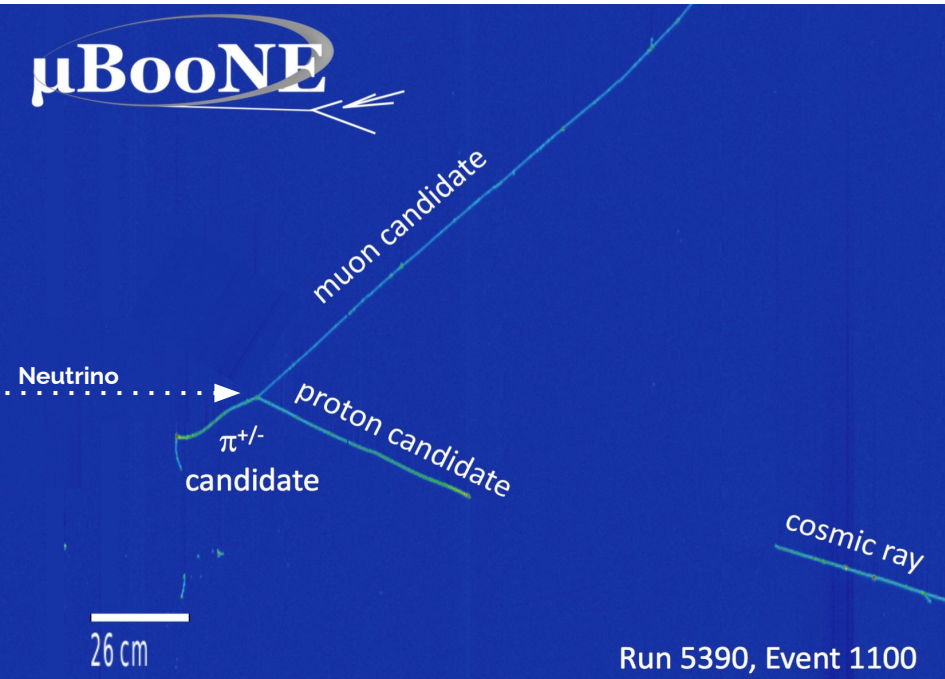 µBooNE
muon candidate
Neutrino
proton candidate
π+/-
candidate
cosmic ray
26 cm
Run 5390, Event 1100